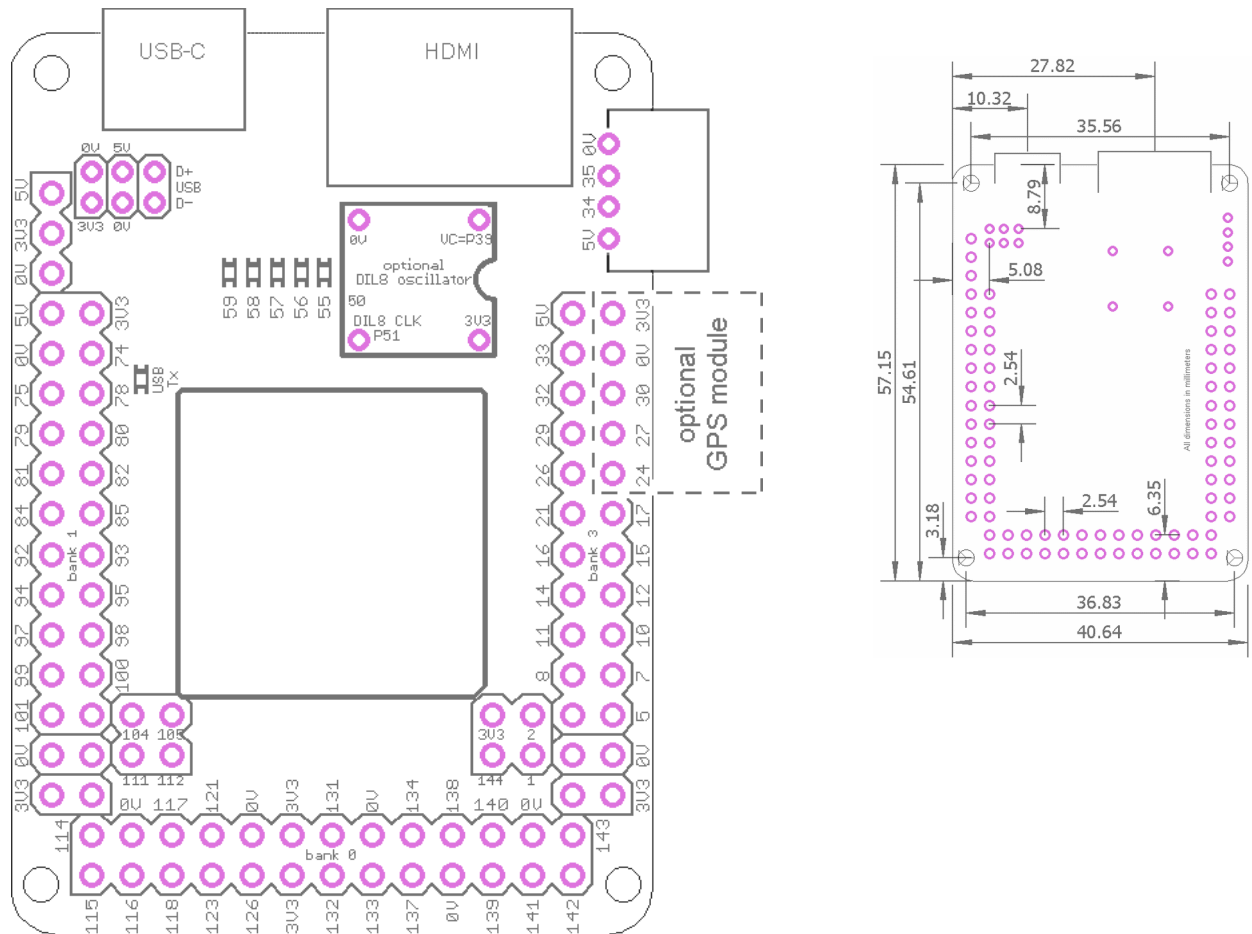 USB-C
HDMI
0V 5V
D+
USB
D-
3V3 0V
5V
3V3
0V
0V
35
34
5V
0V
VC=P39
optional
DIL8 oscillator
50
DIL8 CLK
3V3
P51
59
58
57
56
55
USB
Tx
5V
3V3
0V
74
75
78
79
80
81
82
84
85
92
93
94
95
97
98
99
100
101
0V
3V3
bank 1
104 105
111 112
5V
3V3
33
0V
32
30
29
27
26
24
21
17
16
15
14
12
11
10
8
7
5
0V
3V3
bank 3
optional
GPS module
3V3 2
144 1
114
0V 117 121 0V 3V3 131 0V 134 138 140 0V
143
bank 0
115 116 118 123 126 3V3 132 133 137 0V 139 141 142
27.82
10.32
35.56
8.79
5.08
2.54
57.15
54.61
All dimensions in millimeters
2.54
6.35
3.18
36.83
40.64